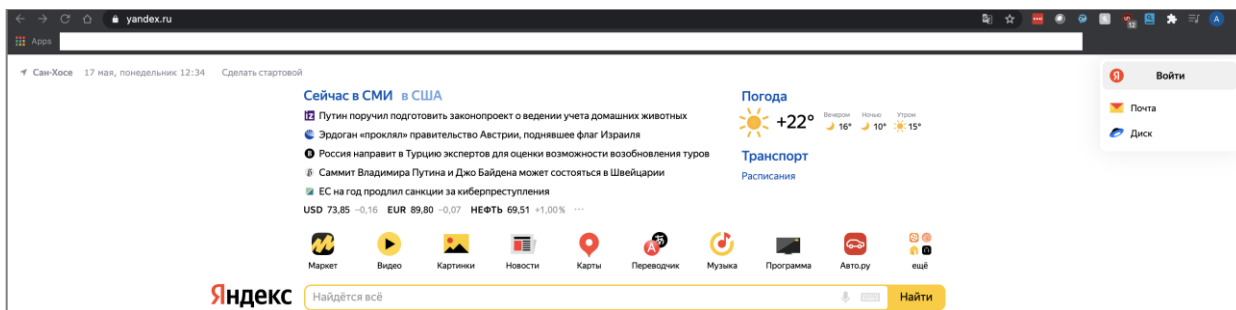 yandex.ru
12
A
Apps
Сан-Хосе 17 мая, понедельник 12:34 Сделать стартовой
Я Войти
Почта
Диск
Сейчас в СМИ в США
IZ Путин поручил подготовить законопроект о ведении учета домашних животных
Эрдоган «проклял» правительство Австрии, поднявшее флаг Израиля
Россия направит в Турцию экспертов для оценки возможности возобновления туров
Саммит Владимира Путина и Джо Байдена может состояться в Швейцарии
ЕС на год продлил санкции за киберпреступления
USD 73,85 −0,16 EUR 89,80 −0,07 НЕФТЬ 69,51 +1,00% ···
Погода
+22° Вечером 16° Ночью 10° Утром 15°
Транспорт
Расписания
Маркет Видео Картинки Новости Карты Переводчик Музыка Программа Авто.ру ещё
Яндекс Найдётся всё Найти